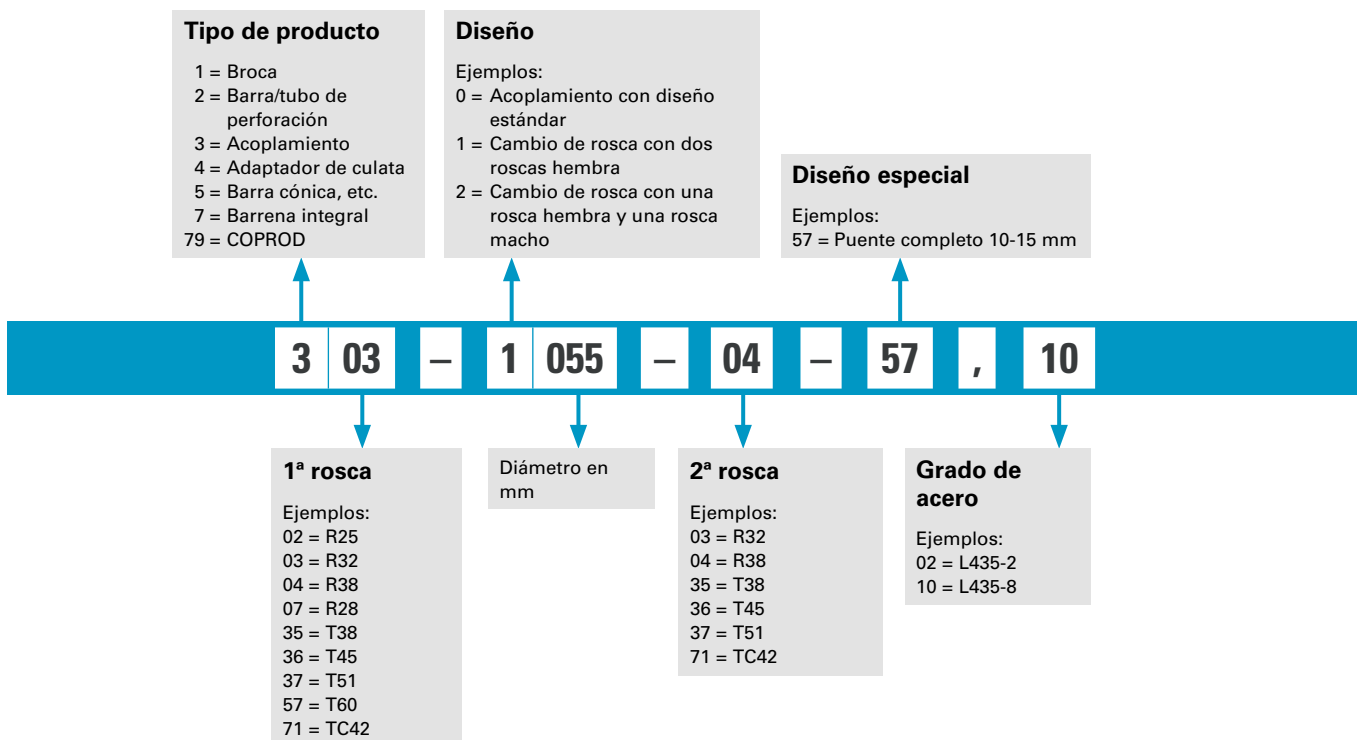 Tipo de producto
1 = Broca
2 = Barra/tubo de
perforación
3 = Acoplamiento
4 = Adaptador de culata
5 = Barra cónica, etc.
7 = Barrena integral
79 = COPROD
Diseño
Ejemplos:
0 = Acoplamiento con diseño
estándar
1 = Cambio de rosca con dos
roscas hembra
2 = Cambio de rosca con una
rosca hembra y una rosca
macho
Diseño especial
Ejemplos:
57 = Puente completo 10-15 mm
3 03 – 1 055 – 04 – 57 , 10
1ª rosca
Ejemplos:
02 = R25
03 = R32
04 = R38
07 = R28
35 = T38
36 = T45
37 = T51
57 = T60
71 = TC42
Diámetro en
mm
2ª rosca
Ejemplos:
03 = R32
04 = R38
35 = T38
36 = T45
37 = T51
71 = TC42
Grado de
acero
Ejemplos:
02 = L435-2
10 = L435-8